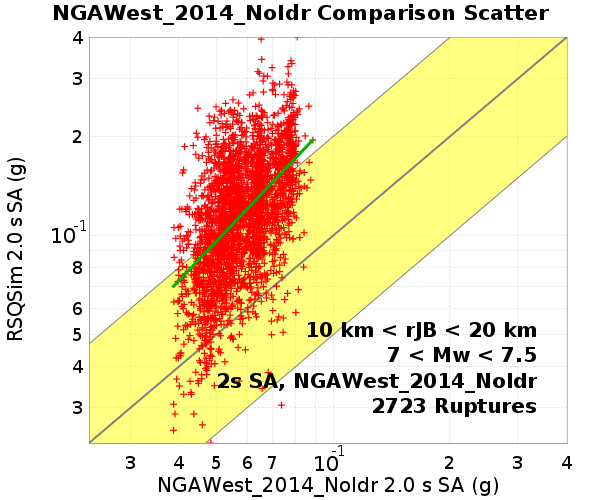 NGAWest_2014_NoIdr Comparison Scatter
4
3
2
10⁻¹
8
6
5
4
3
RSQSim 2.0 s SA (g)
10 km < rJB < 20 km
7 < Mw < 7.5
2s SA, NGAWest_2014_NoIdr
2723 Ruptures
3 4 5 6 7 10⁻¹ 2 3 4
NGAWest_2014_NoIdr 2.0 s SA (g)